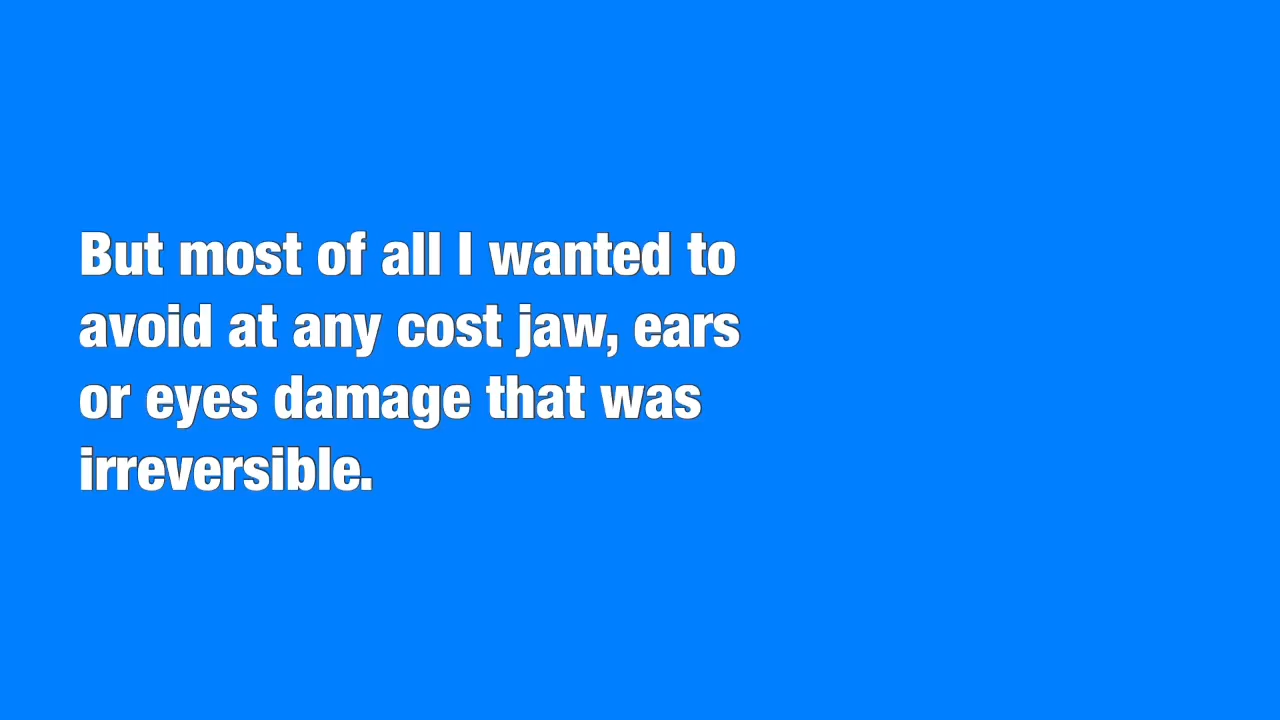 But most of all I wanted to
avoid at any cost jaw, ears
or eyes damage that was
irreversible.